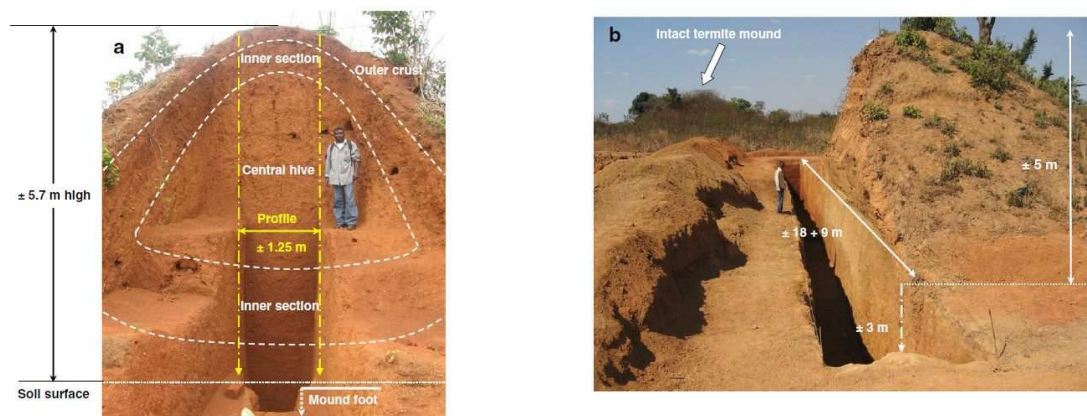 a
Inner section
Outer crust
Central hive
± 5.7 m high
Profile
± 1.25 m
Inner section
Soil surface
Mound foot
b
Intact termite mound
± 5 m
± 18 + 9 m
± 3 m